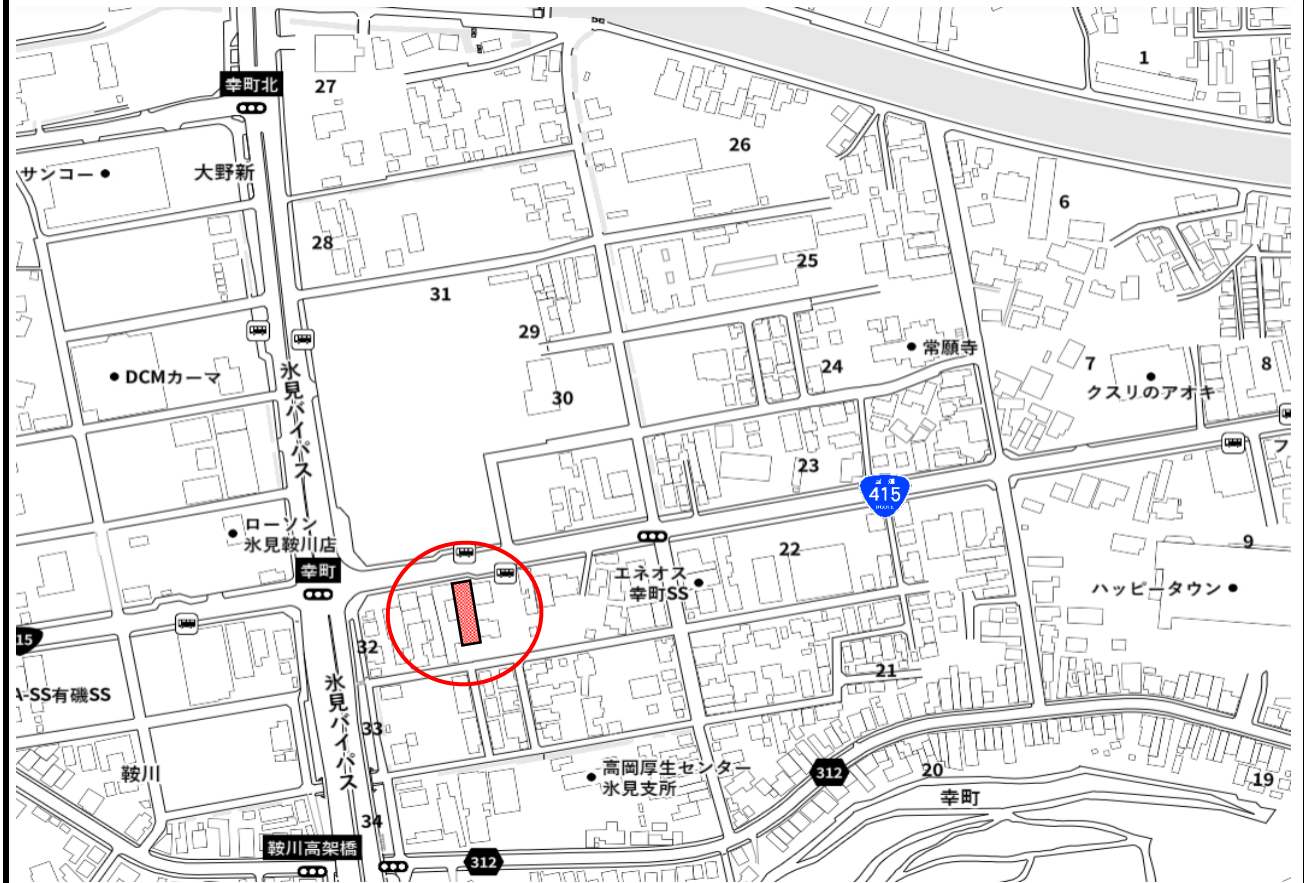 1
幸町北
27
26
サンコー
大野新
6
28
25
31
29
常願寺
24
7
8
DCMカーマ
クスリのアオキ
氷見バイパス
30
23
国道
415
ROUTE
フ
ローソン
氷見鞍川店
22
9
幸町
エネオス
幸町SS
ハッピータウン
15
32
21
A-SS有磯SS
氷見バイパス
33
鞍川
高岡厚生センター
氷見支所
312
20
19
幸町
34
鞍川高架橋
312